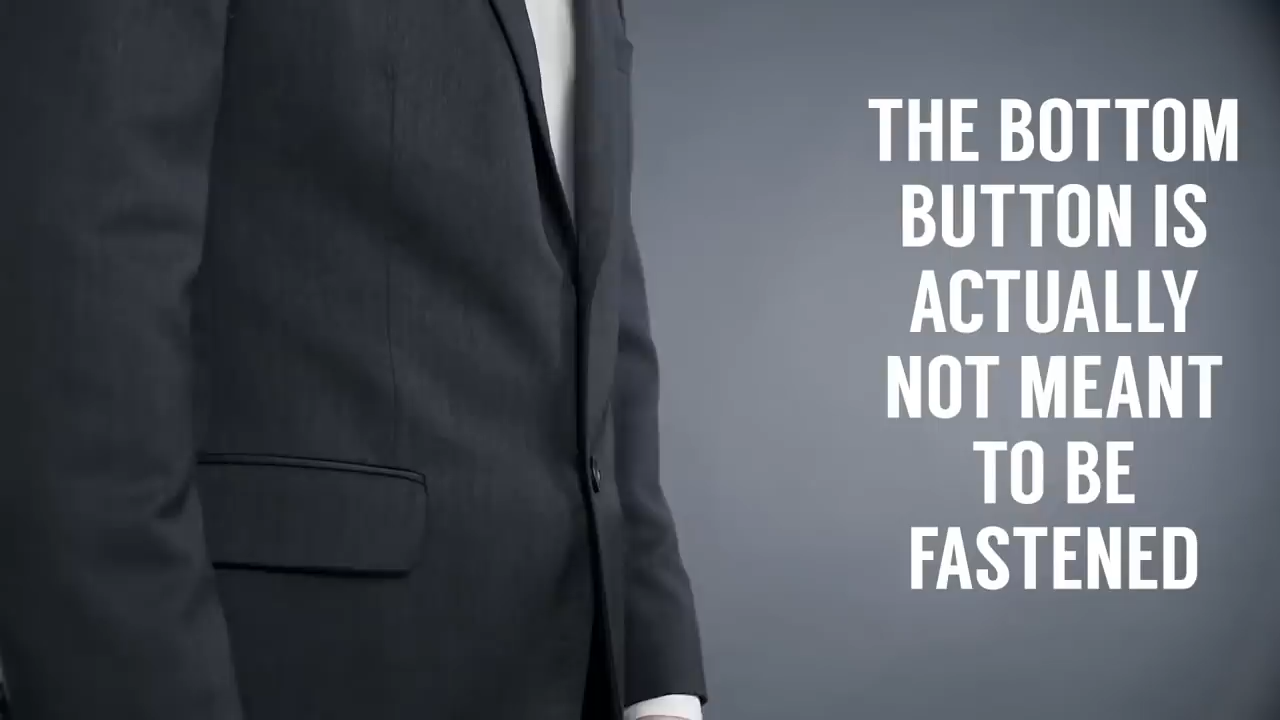 THE BOTTOM
BUTTON IS
ACTUALLY
NOT MEANT
TO BE
FASTENED